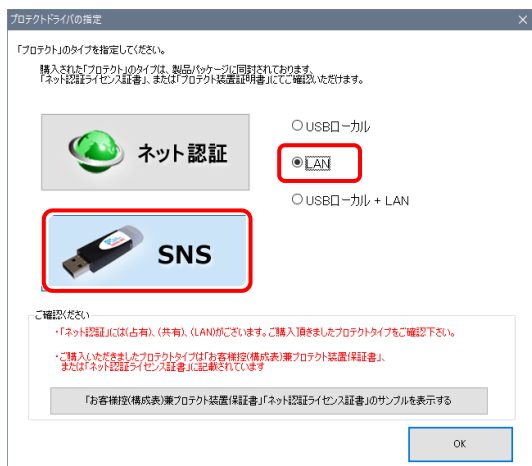 プロテクトドライバの指定
「プロテクト」のタイプを指定してください。
購入された「プロテクト」のタイプは、製品パッケージに同封されております、
「ネット認証ライセンス証書」、または「プロテクト装置証明書」にてご確認いただけます。
ネット認証
USBローカル
LAN
USBローカル + LAN
SNS
ご確認ください
・「ネット認証」には(占有)、(共有)、(LAN)がございます。ご購入頂きましたプロテクトタイプをご確認下さい。
・ご購入いただきましたプロテクトタイプは「お客様控(構成表)兼プロテクト装置保証書」、
または「ネット認証ライセンス証書」に記載されています
「お客様控(構成表)兼プロテクト装置保証書」「ネット認証ライセンス証書」のサンプルを表示する
OK